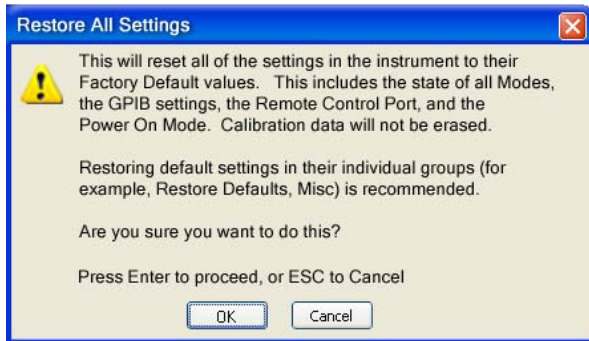 Restore All Settings
This will reset all of the settings in the instrument to their
Factory Default values. This includes the state of all Modes,
the GPIB settings, the Remote Control Port, and the
Power On Mode. Calibration data will not be erased.
Restoring default settings in their individual groups (for
example, Restore Defaults, Misc) is recommended.
Are you sure you want to do this?
Press Enter to proceed, or ESC to Cancel
OK
Cancel